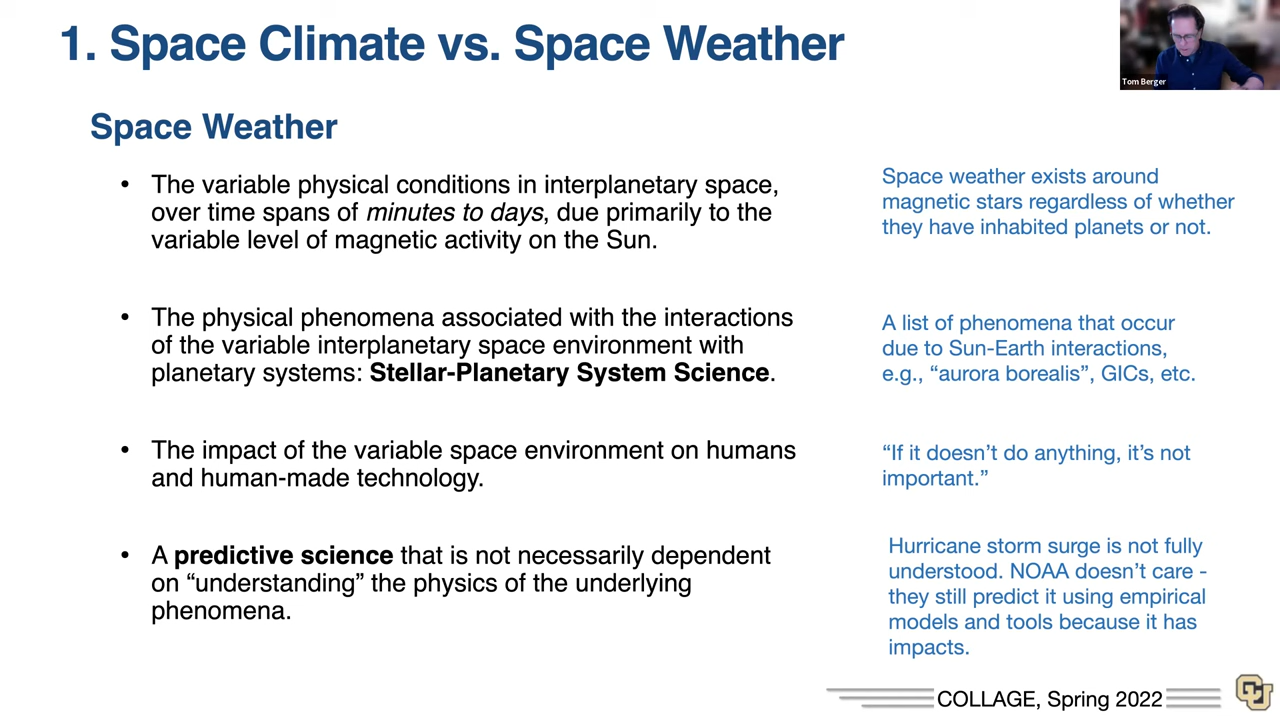 1. Space Climate vs. Space Weather
Tom Berger
Space Weather
• The variable physical conditions in interplanetary space,
over time spans of minutes to days, due primarily to the
variable level of magnetic activity on the Sun.
Space weather exists around
magnetic stars regardless of whether
they have inhabited planets or not.
• The physical phenomena associated with the interactions
of the variable interplanetary space environment with
planetary systems: Stellar-Planetary System Science.
A list of phenomena that occur
due to Sun-Earth interactions,
e.g., “aurora borealis”, GICs, etc.
• The impact of the variable space environment on humans
and human-made technology.
“If it doesn’t do anything, it’s not
important.”
• A predictive science that is not necessarily dependent
on “understanding” the physics of the underlying
phenomena.
Hurricane storm surge is not fully
understood. NOAA doesn’t care -
they still predict it using empirical
models and tools because it has
impacts.
COLLAGE, Spring 2022
CU